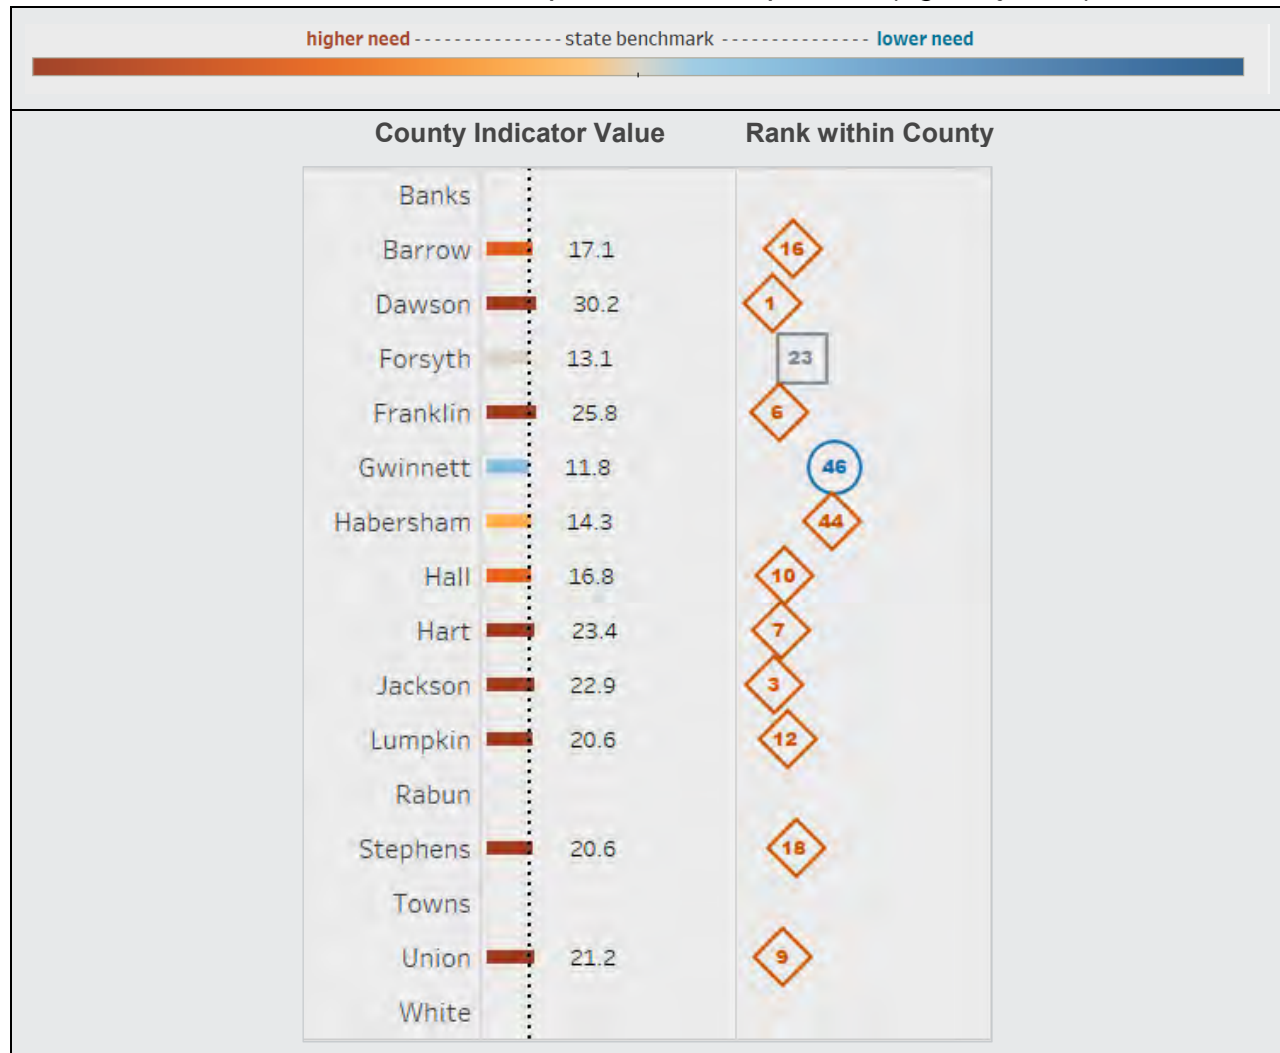 higher need - - - - - - - - - - - - - - - state benchmark - - - - - - - - - - - - - - - lower need
County Indicator Value Rank within County
Banks
Barrow 17.1 16
Dawson 30.2 1
Forsyth 13.1 23
Franklin 25.8 6
Gwinnett 11.8 46
Habersham 14.3 44
Hall 16.8 10
Hart 23.4 7
Jackson 22.9 3
Lumpkin 20.6 12
Rabun
Stephens 20.6 18
Towns
Union 21.2 9
White